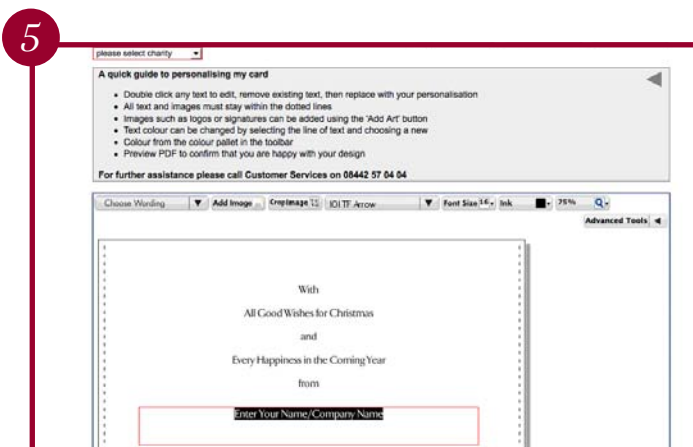 5
please select charity
A quick guide to personalising my card
• Double click any text to edit, remove existing text, then replace with your personalisation
• All text and images must stay within the dotted lines
• Images such as logos or signatures can be added using the 'Add Art' button
• Text colour can be changed by selecting the line of text and choosing a new
• Colour from the colour pallet in the toolbar
• Preview PDF to confirm that you are happy with your design
For further assistance please call Customer Services on 08442 57 04 04
Choose Wording Add Image Crop Image IOI TF Arrow Font Size 16 Ink 75%
Advanced Tools
With
All Good Wishes for Christmas
and
Every Happiness in the Coming Year
from
Enter Your Name/Company Name